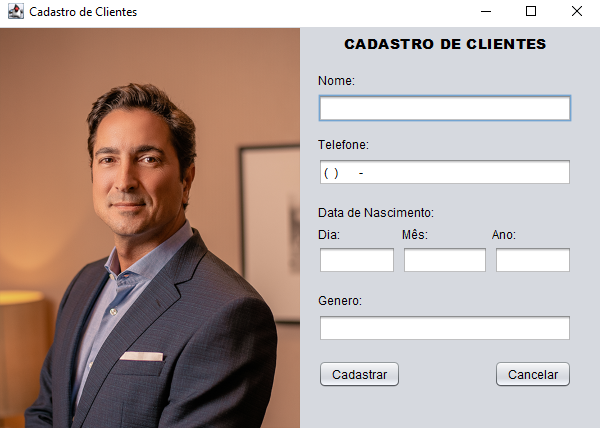 Cadastro de Clientes
CADASTRO DE CLIENTES
Nome:
Telefone:
( )      -
Data de Nascimento:
Dia: Mês: Ano:
Genero:
Cadastrar Cancelar